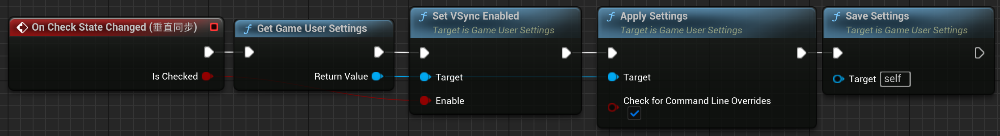 On Check State Changed (垂直同步)
Is Checked
f Get Game User Settings
Return Value
f Set VSync Enabled
Target is Game User Settings
Target
Enable
f Apply Settings
Target is Game User Settings
Target
Check for Command Line Overrides
f Save Settings
Target is Game User Settings
Target self